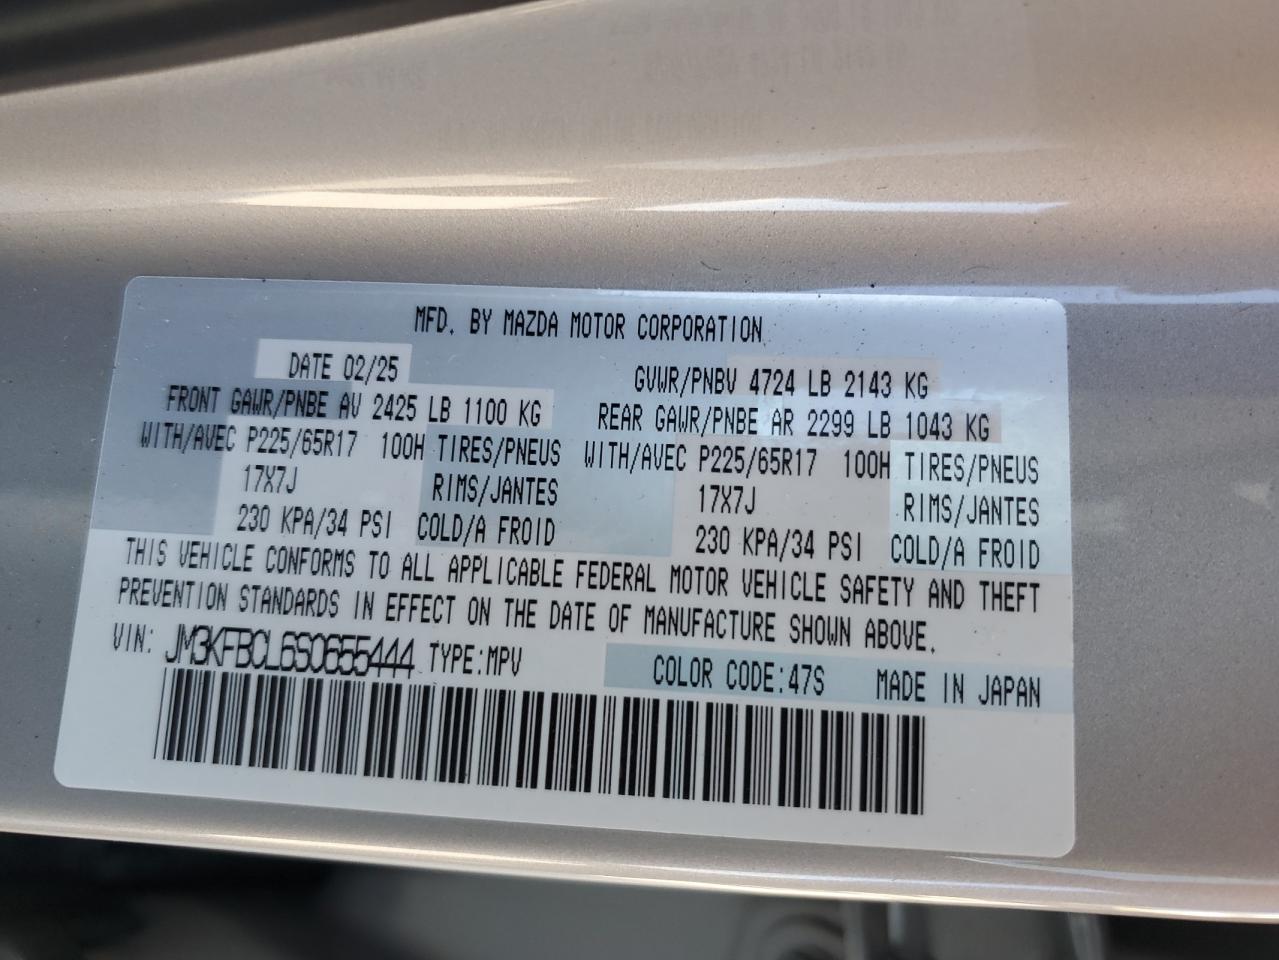 MFD. BY MAZDA MOTOR CORPORATION
DATE 02/25 GVWR/PNBV 4724 LB 2143 KG
FRONT GAWR/PNBE AV 2425 LB 1100 KG REAR GAWR/PNBE AR 2299 LB 1043 KG
WITH/AVEC P225/65R17 100H TIRES/PNEUS WITH/AVEC P225/65R17 100H TIRES/PNEUS
17X7J RIMS/JANTES 17X7J RIMS/JANTES
230 KPA/34 PSI COLD/A FROID 230 KPA/34 PSI COLD/A FROID
THIS VEHICLE CONFORMS TO ALL APPLICABLE FEDERAL MOTOR VEHICLE SAFETY AND THEFT
PREVENTION STANDARDS IN EFFECT ON THE DATE OF MANUFACTURE SHOWN ABOVE.
VIN: JM3KFBCL6S0655444 TYPE:MPV COLOR CODE:47S MADE IN JAPAN